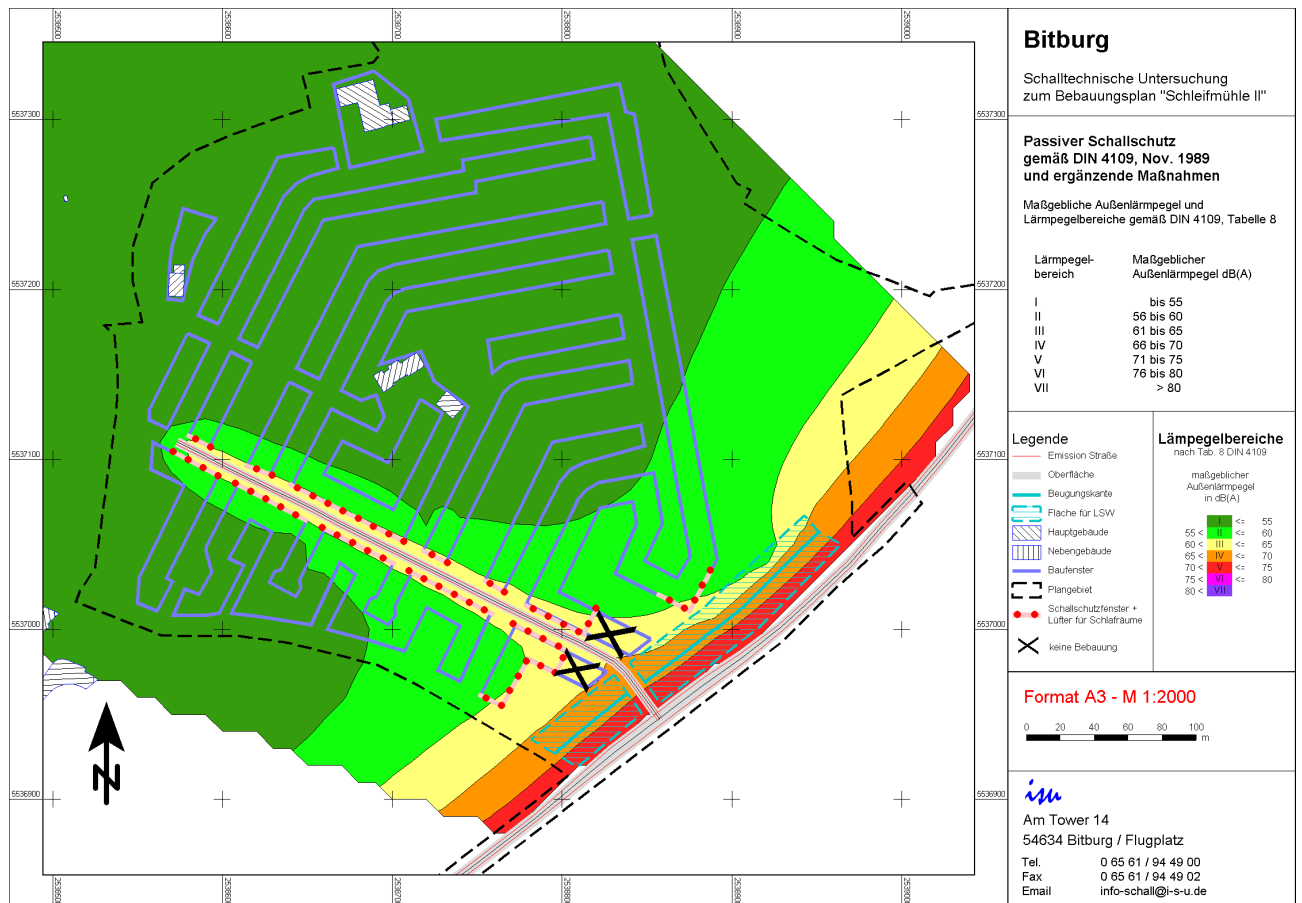 Bitburg
Schalltechnische Untersuchung
zum Bebauungsplan "Schleifmühle II"
Passiver Schallschutz
gemäß DIN 4109, Nov. 1989
und ergänzende Maßnahmen
Maßgebliche Außenlärmpegel und
Lärmpegelbereiche gemäß DIN 4109, Tabelle 8
Lärmpegel-bereich Maßgeblicher Außenlärmpegel dB(A)
I bis 55
II 56 bis 60
III 61 bis 65
IV 66 bis 70
V 71 bis 75
VI 76 bis 80
VII > 80
Legende
Emission Straße
Oberfläche
Beugungskante
Fläche für LSW
Hauptgebäude
Nebengebäude
Baufenster
Plangebiet
Schallschutzfenster +
Lüfter für Schlafräume
keine Bebauung
Lämpegelbereiche
nach Tab. 8 DIN 4109
maßgeblicher
Außenlärmpegel
in dB(A)
I <= 55
55 < II <= 60
60 < III <= 65
65 < IV <= 70
70 < V <= 75
75 < VI <= 80
80 < VII
Format A3 - M 1:2000
0 20 40 60 80 100 m
isu
Am Tower 14
54634 Bitburg / Flugplatz
Tel. 0 65 61 / 94 49 00
Fax 0 65 61 / 94 49 02
Email info-schall@i-s-u.de
5537300
5537200
5537100
5537000
5536900
5537300
5537200
5537100
5537000
5536900
N